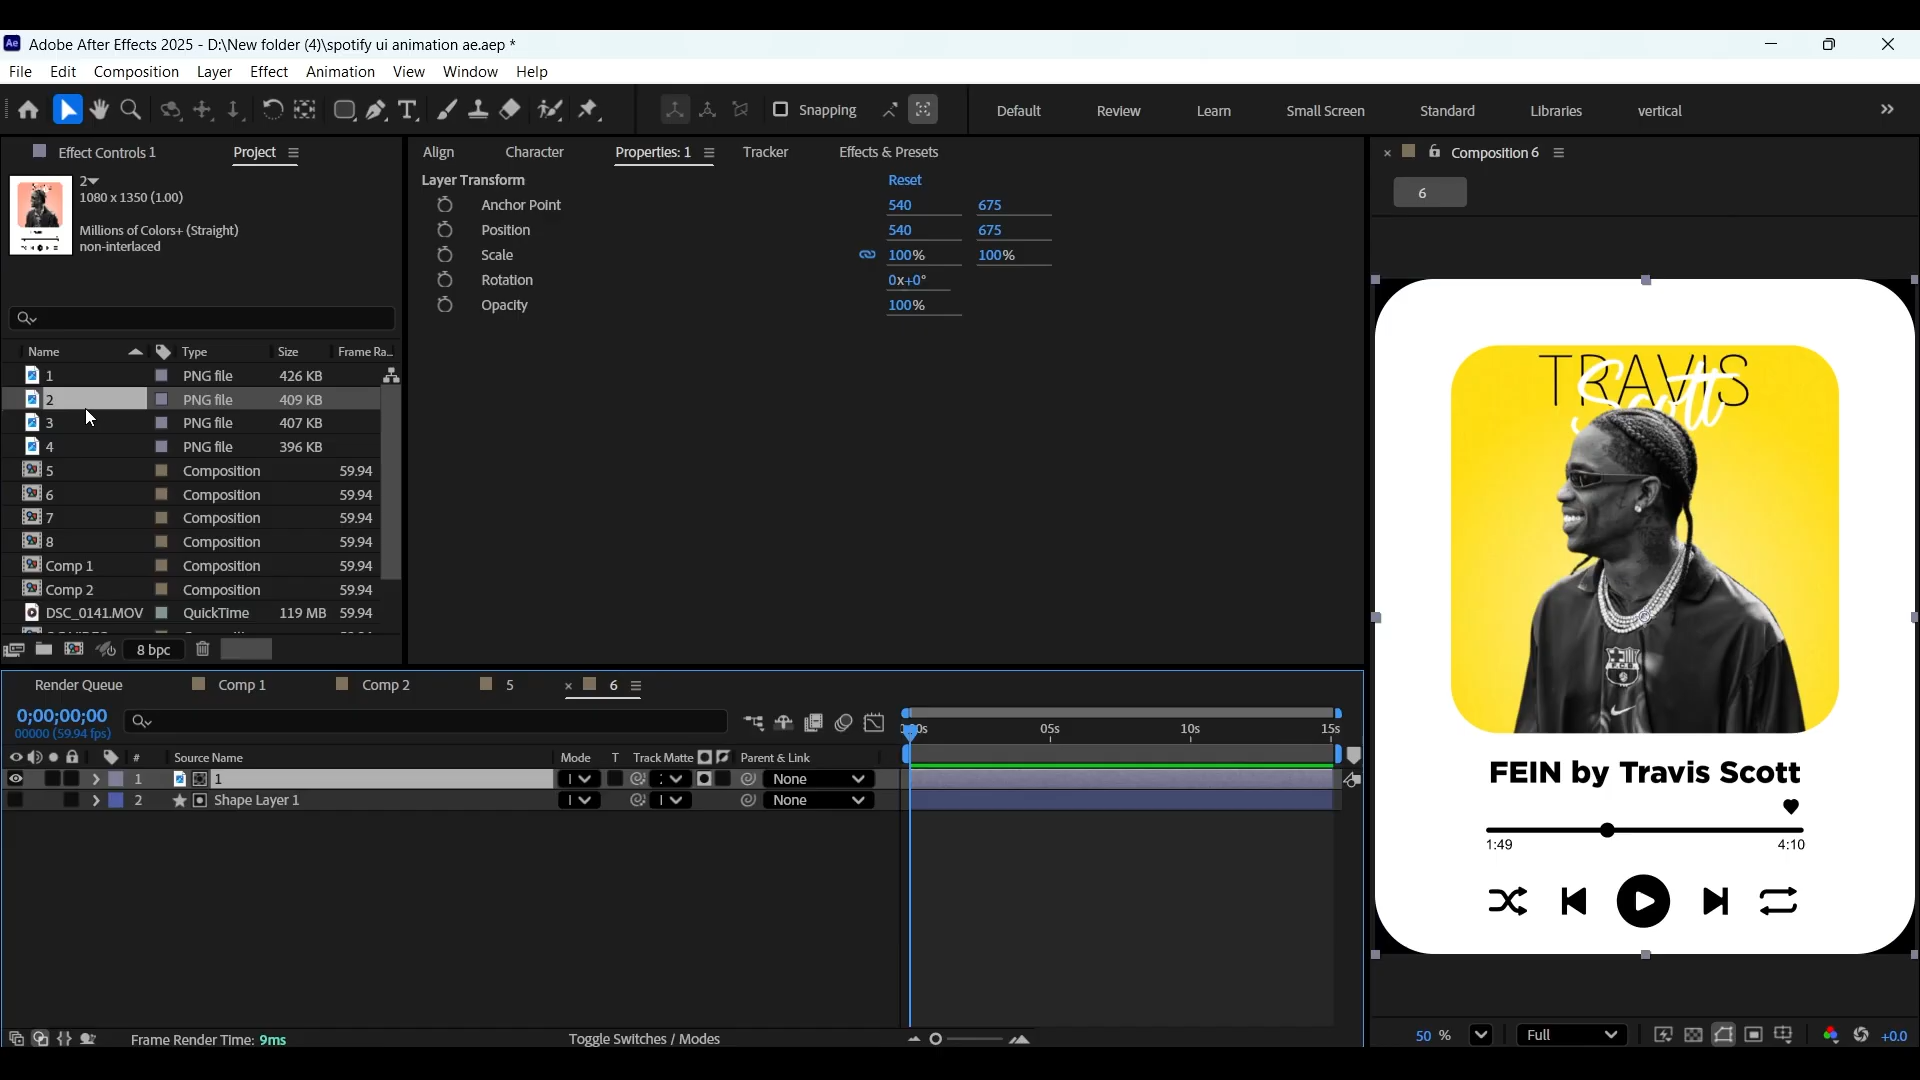 Ae Adobe After Effects 2025 - D:\New folder (4)\spotify ui animation ae.aep *
File Edit Composition Layer Effect Animation View Window Help
Snapping Default Review Learn Small Screen Standard Libraries vertical
Effect Controls 1 Project
2
1080 x 1350 (1.00)
Millions of Colors+ (Straight)
non-interlaced
Name Type Size Frame Ra...
1 PNG file 426 KB
2 PNG file 409 KB
3 PNG file 407 KB
4 PNG file 396 KB
5 Composition 59.94
6 Composition 59.94
7 Composition 59.94
8 Composition 59.94
Comp 1 Composition 59.94
Comp 2 Composition 59.94
DSC_0141.MOV QuickTime 119 MB 59.94
8 bpc
Align Character Properties: 1 Tracker Effects & Presets
Layer Transform Reset
Anchor Point 540 675
Position 540 675
Scale 100% 100%
Rotation 0x+0°
Opacity 100%
× Composition 6
6
TRAVIS
Scott
F C B
FEIN by Travis Scott
1:49 4:10
50 % Full +0.0
Render Queue Comp 1 Comp 2 5 × 6
0;00;00;00
00000 (59.94 fps)
05s 10s 15s
# Source Name Mode T Track Matte Parent & Link
1 1 None
2 Shape Layer 1 None
Frame Render Time: 9ms Toggle Switches / Modes